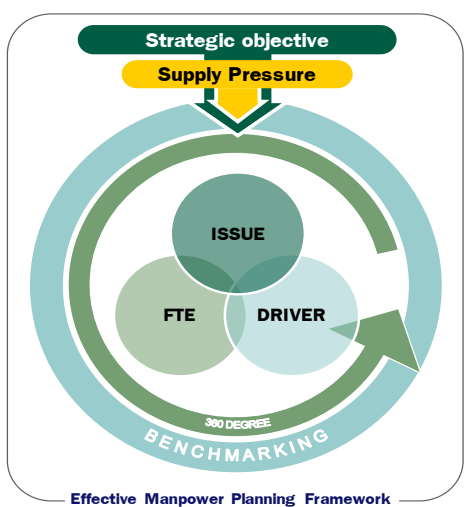 Strategic objective
Supply Pressure
ISSUE
FTE
DRIVER
360 DEGREE
BENCHMARKING
Effective Manpower Planning Framework